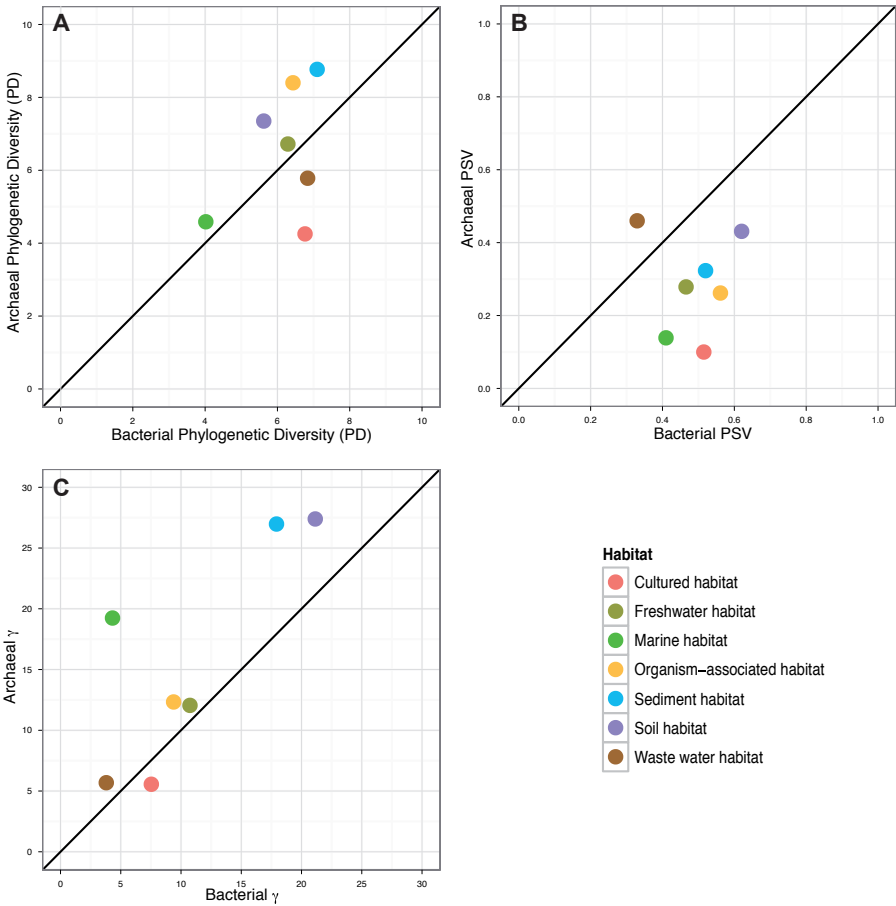 A
10
8
6
4
2
0
Archaeal Phylogenetic Diversity (PD)
0 2 4 6 8 10
Bacterial Phylogenetic Diversity (PD)
B
1.0
0.8
0.6
0.4
0.2
0.0
Archaeal PSV
0.0 0.2 0.4 0.6 0.8 1.0
Bacterial PSV
C
30
25
20
15
10
5
0
Archaeal γ
0 5 10 15 20 25 30
Bacterial γ
Habitat
Cultured habitat
Freshwater habitat
Marine habitat
Organism−associated habitat
Sediment habitat
Soil habitat
Waste water habitat